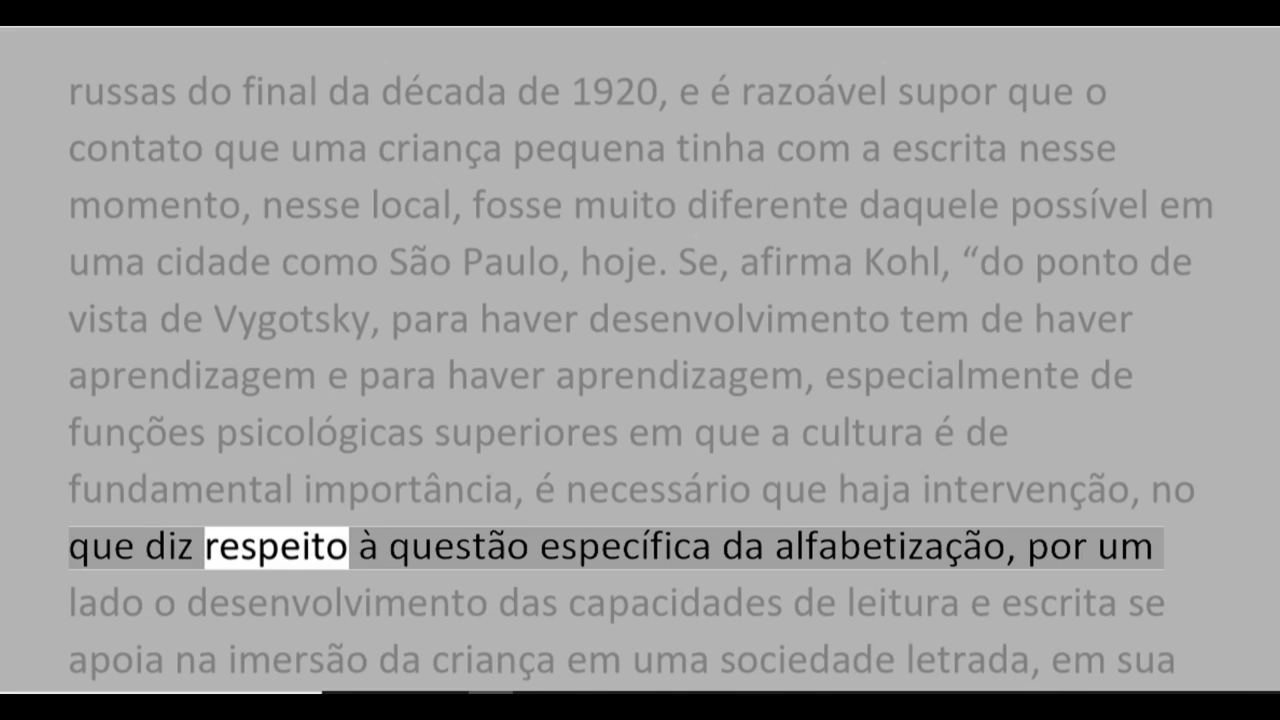 russas do final da década de 1920, e é razoável supor que o
contato que uma criança pequena tinha com a escrita nesse
momento, nesse local, fosse muito diferente daquele possível em
uma cidade como São Paulo, hoje. Se, afirma Kohl, “do ponto de
vista de Vygotsky, para haver desenvolvimento tem de haver
aprendizagem e para haver aprendizagem, especialmente de
funções psicológicas superiores em que a cultura é de
fundamental importância, é necessário que haja intervenção, no
que diz respeito à questão específica da alfabetização, por um
lado o desenvolvimento das capacidades de leitura e escrita se
apoia na imersão da criança em uma sociedade letrada, em sua